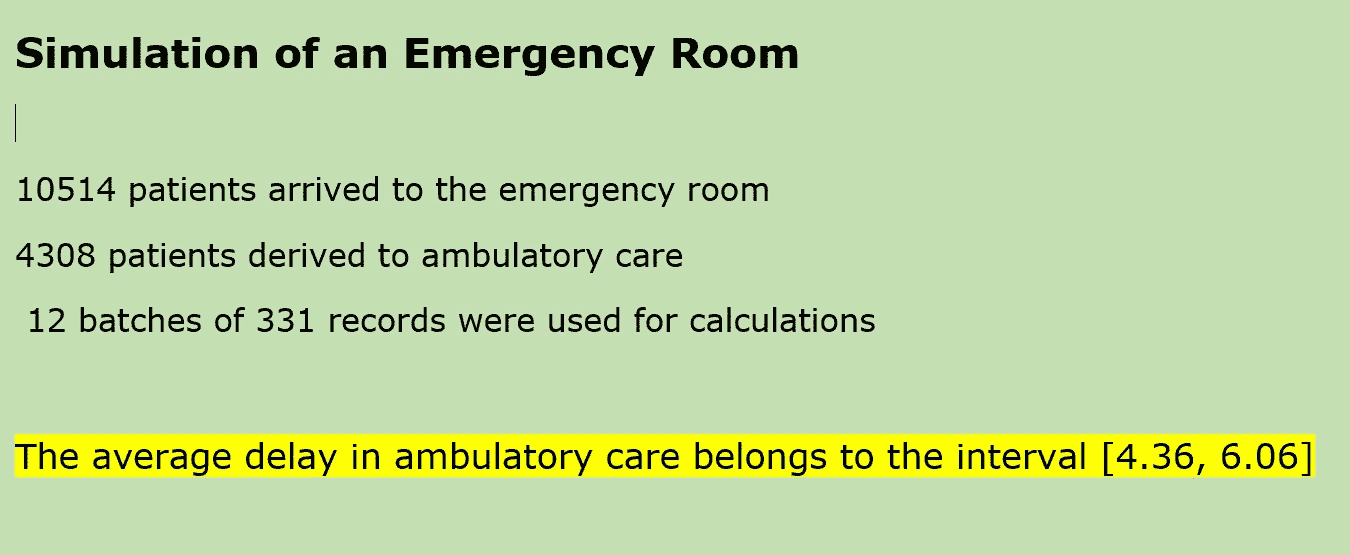 Simulation of an Emergency Room
10514 patients arrived to the emergency room
4308 patients derived to ambulatory care
12 batches of 331 records were used for calculations
The average delay in ambulatory care belongs to the interval [4.36, 6.06]